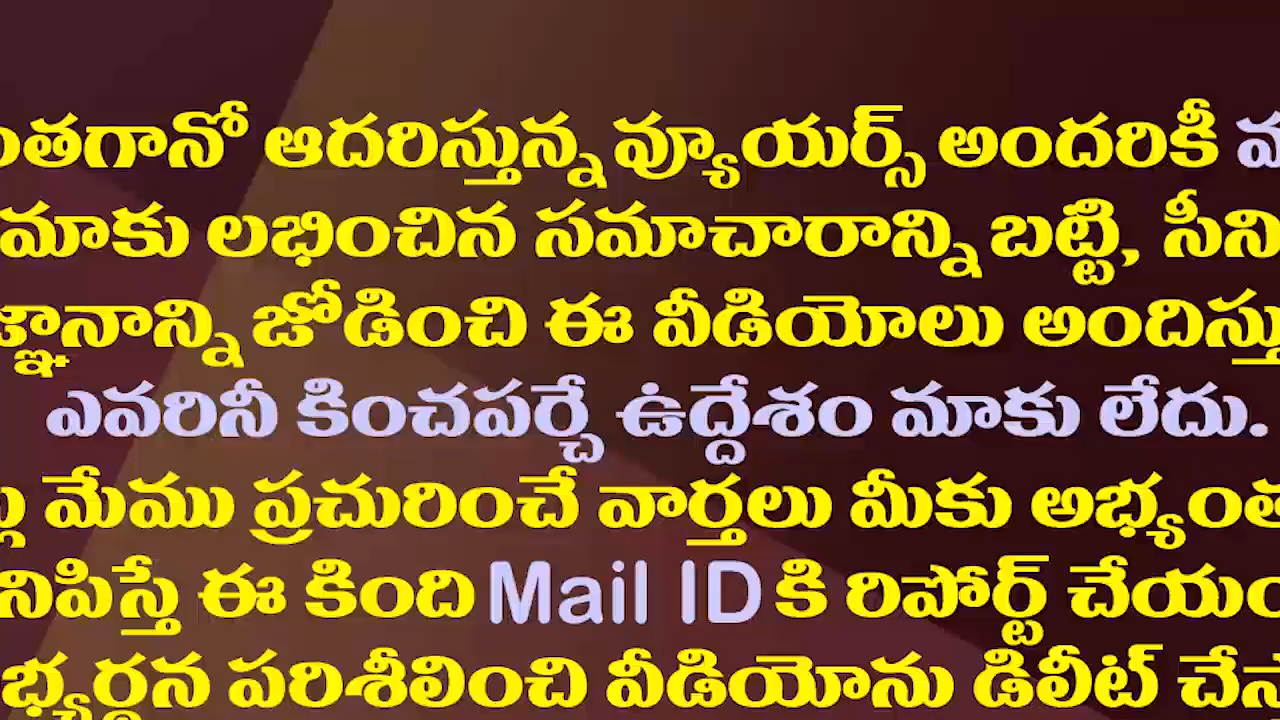 ఆదరిస్తున్న వ్యూయర్స్ అందరికీ
మాకు లభించిన సమాచారాన్ని బట్టి,
జోడించి ఈ వీడియోలు
ఎవరినీ కించపర్చే ఉద్దేశం మాకు లేదు.
మేము ప్రచురించే వార్తలు మీకు
ఈ కింది Mail ID కి రిపోర్ట్
పరిశీలించి వీడియోను డిలీట్